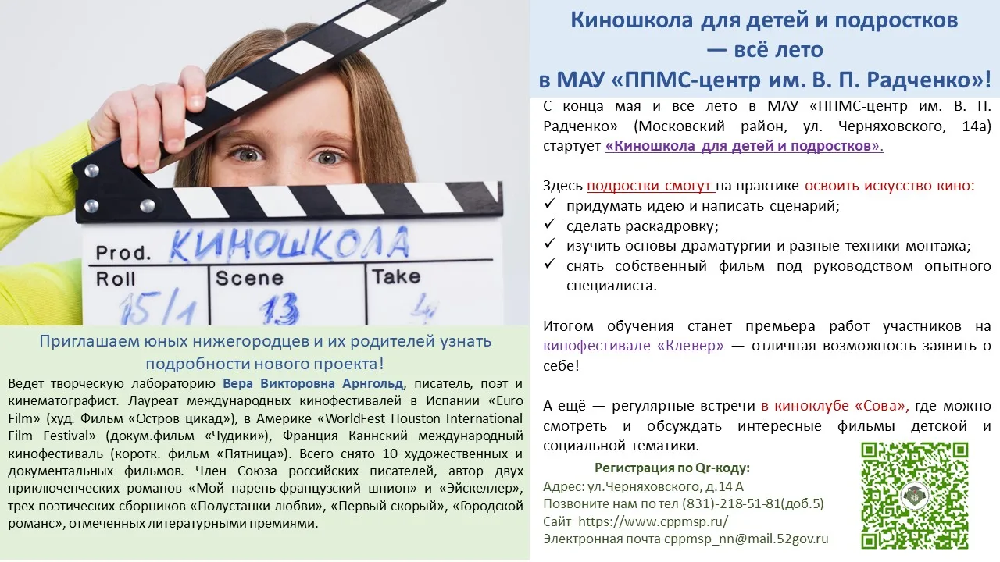 КИНОШКОЛА
Prod.
Roll
Scene
Take
15/1
13
4
Приглашаем юных нижегородцев и их родителей узнать
подробности нового проекта!
Ведет творческую лабораторию Вера Викторовна Арнгольд, писатель, поэт и
кинематографист. Лауреат международных кинофестивалей в Испании «Euro
Film» (худ. Фильм «Остров цикад»), в Америке «WorldFest Houston International
Film Festival» (докум.фильм «Чудики»), Франция Каннский международный
кинофестиваль (коротк. фильм «Пятница»). Всего снято 10 художественных и
документальных фильмов. Член Союза российских писателей, автор двух
приключенческих романов «Мой парень-французский шпион» и «Эйскеллер»,
трех поэтических сборников «Полустанки любви», «Первый скорый», «Городской
романс», отмеченных литературными премиями.
Киношкола для детей и подростков
— всё лето
в МАУ «ППМС-центр им. В. П. Радченко»!
С конца мая и все лето в МАУ «ППМС-центр им. В. П.
Радченко» (Московский район, ул. Черняховского, 14а)
стартует «Киношкола для детей и подростков».
Здесь подростки смогут на практике освоить искусство кино:
✓ придумать идею и написать сценарий;
✓ сделать раскадровку;
✓ изучить основы драматургии и разные техники монтажа;
✓ снять собственный фильм под руководством опытного
специалиста.
Итогом обучения станет премьера работ участников на
кинофестивале «Клевер» — отличная возможность заявить о
себе!
А ещё — регулярные встречи в киноклубе «Сова», где можно
смотреть и обсуждать интересные фильмы детской и
социальной тематики.
Регистрация по Qr-коду:
Адрес: ул.Черняховского, д.14 А
Позвоните нам по тел (831)-218-51-81(доб.5)
Сайт https://www.cppmsp.ru/
Электронная почта cppmsp_nn@mail.52gov.ru